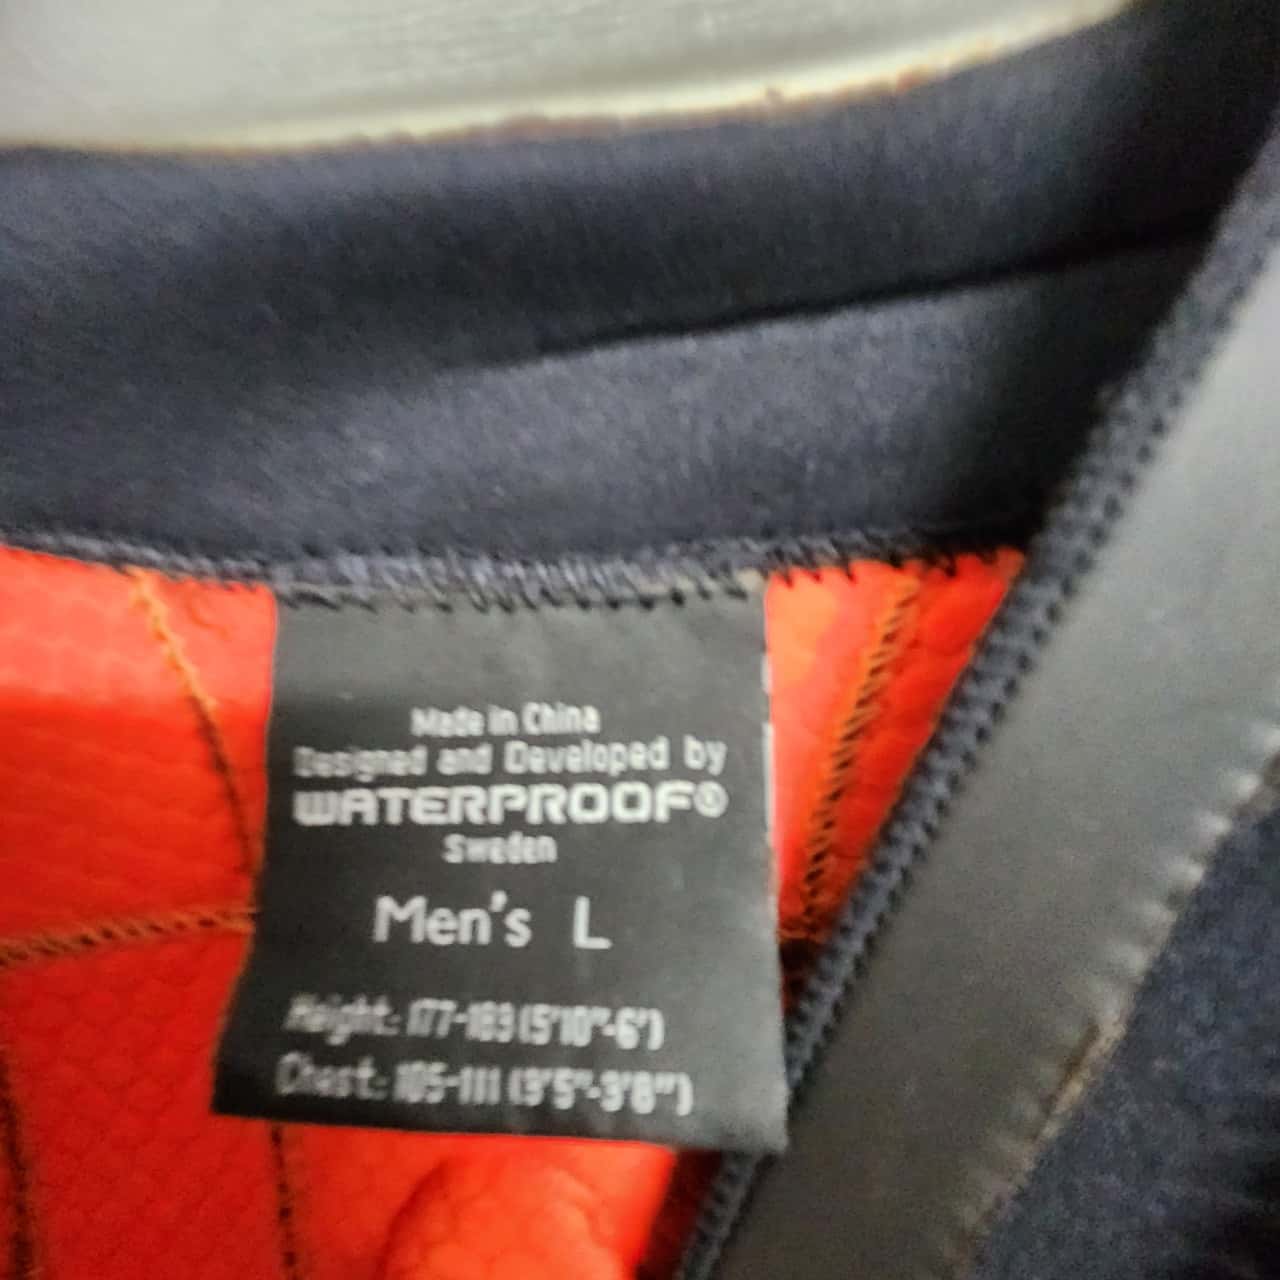 Made in China
Designed and Developed by
WATERPROOF®
Sweden
Men's L
Height: 177-183 (5'10"-6')
Chest: 105-111 (3'5"-3'8")